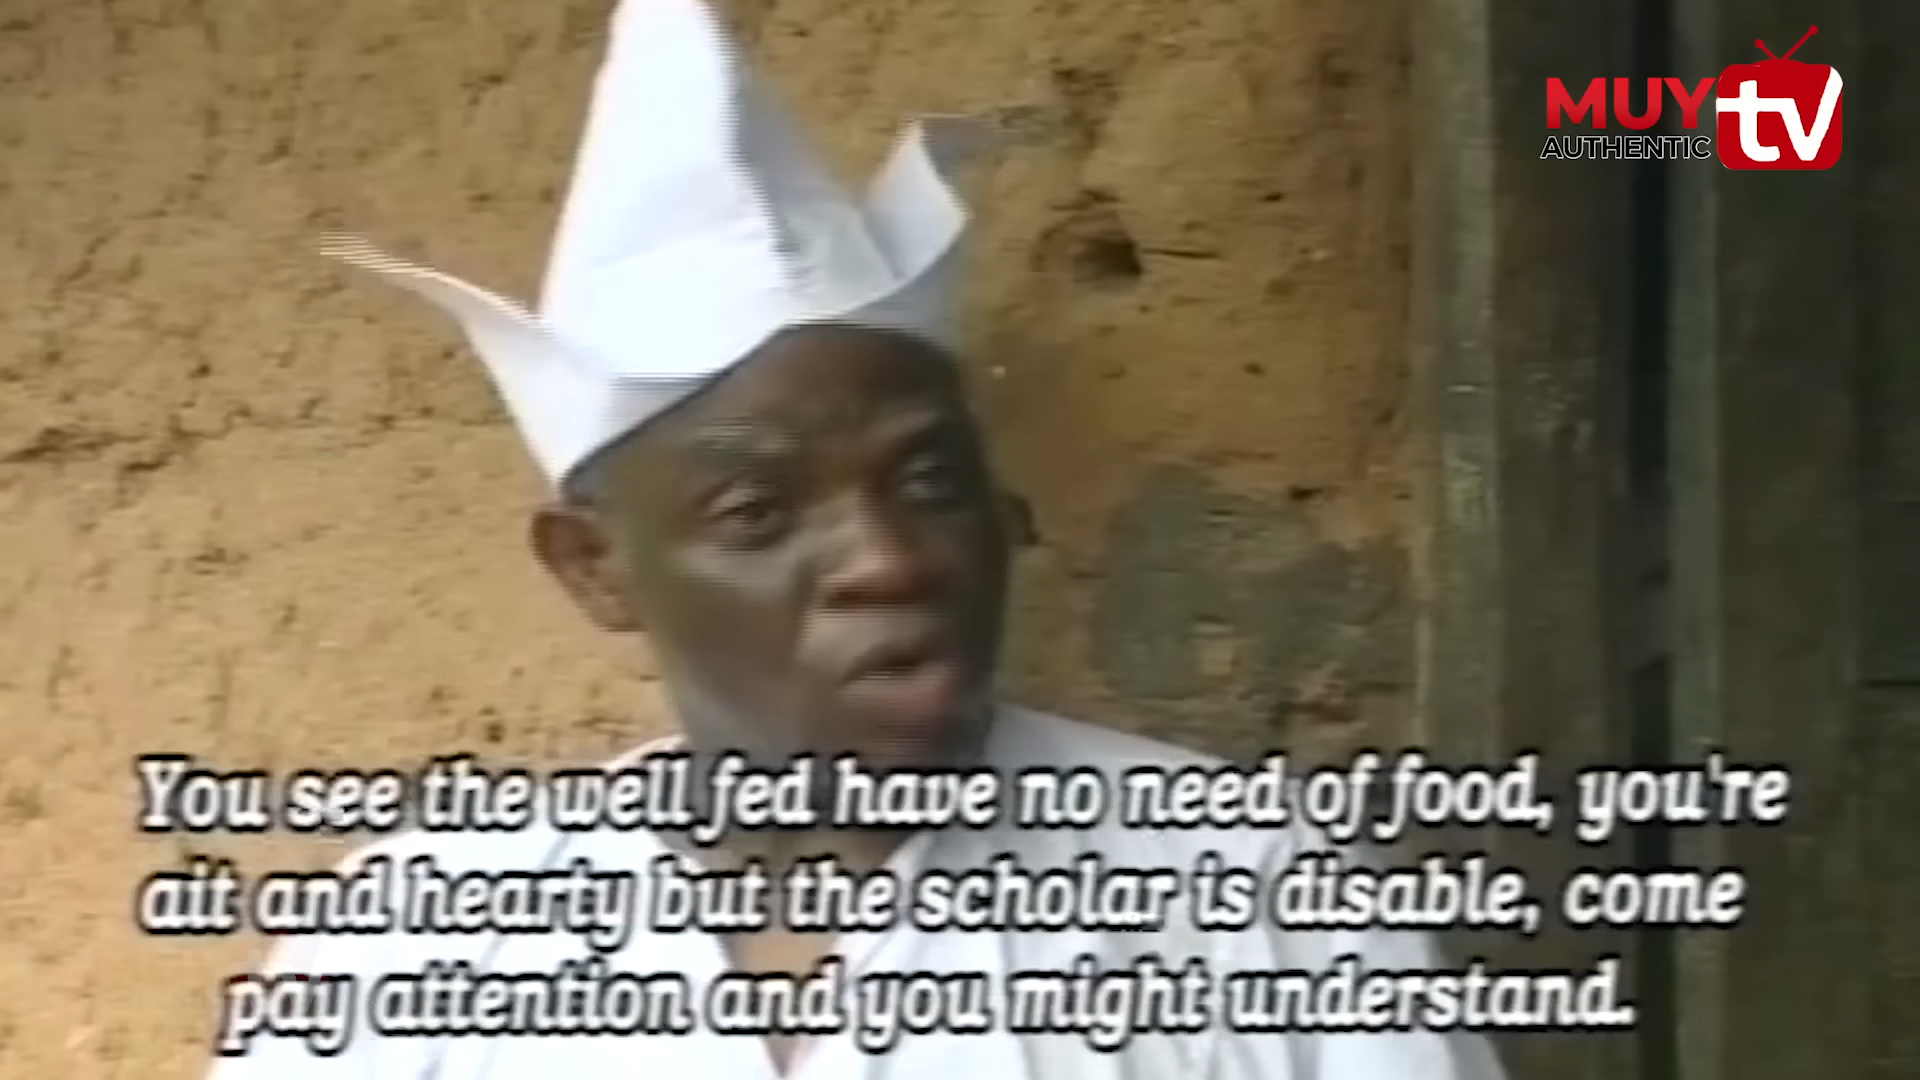 MUY tv
AUTHENTIC
You see the well fed have no need of food, you're
ait and hearty but the scholar is disable, come
pay attention and you might understand.